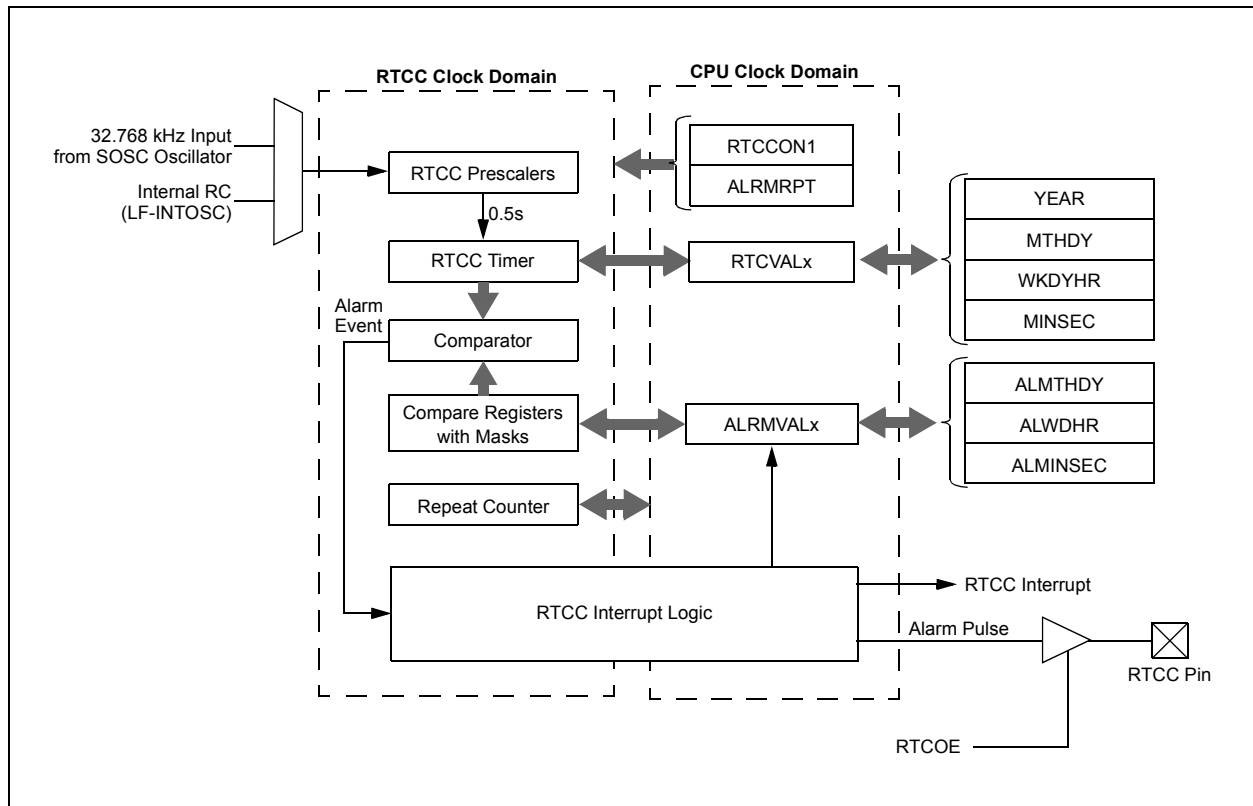 RTCC Clock Domain
CPU Clock Domain
32.768 kHz Input
from SOSC Oscillator
Internal RC
(LF-INTOSC)
RTCC Prescalers
0.5s
RTCC Timer
Alarm
Event
Comparator
Compare Registers
with Masks
Repeat Counter
RTCC Interrupt Logic
RTCCON1
ALRMRPT
RTCVALx
ALRMVALx
YEAR
MTHDY
WKDYHR
MINSEC
ALMTHDY
ALWDHR
ALMINSEC
RTCC Interrupt
Alarm Pulse
RTCC Pin
RTCOE